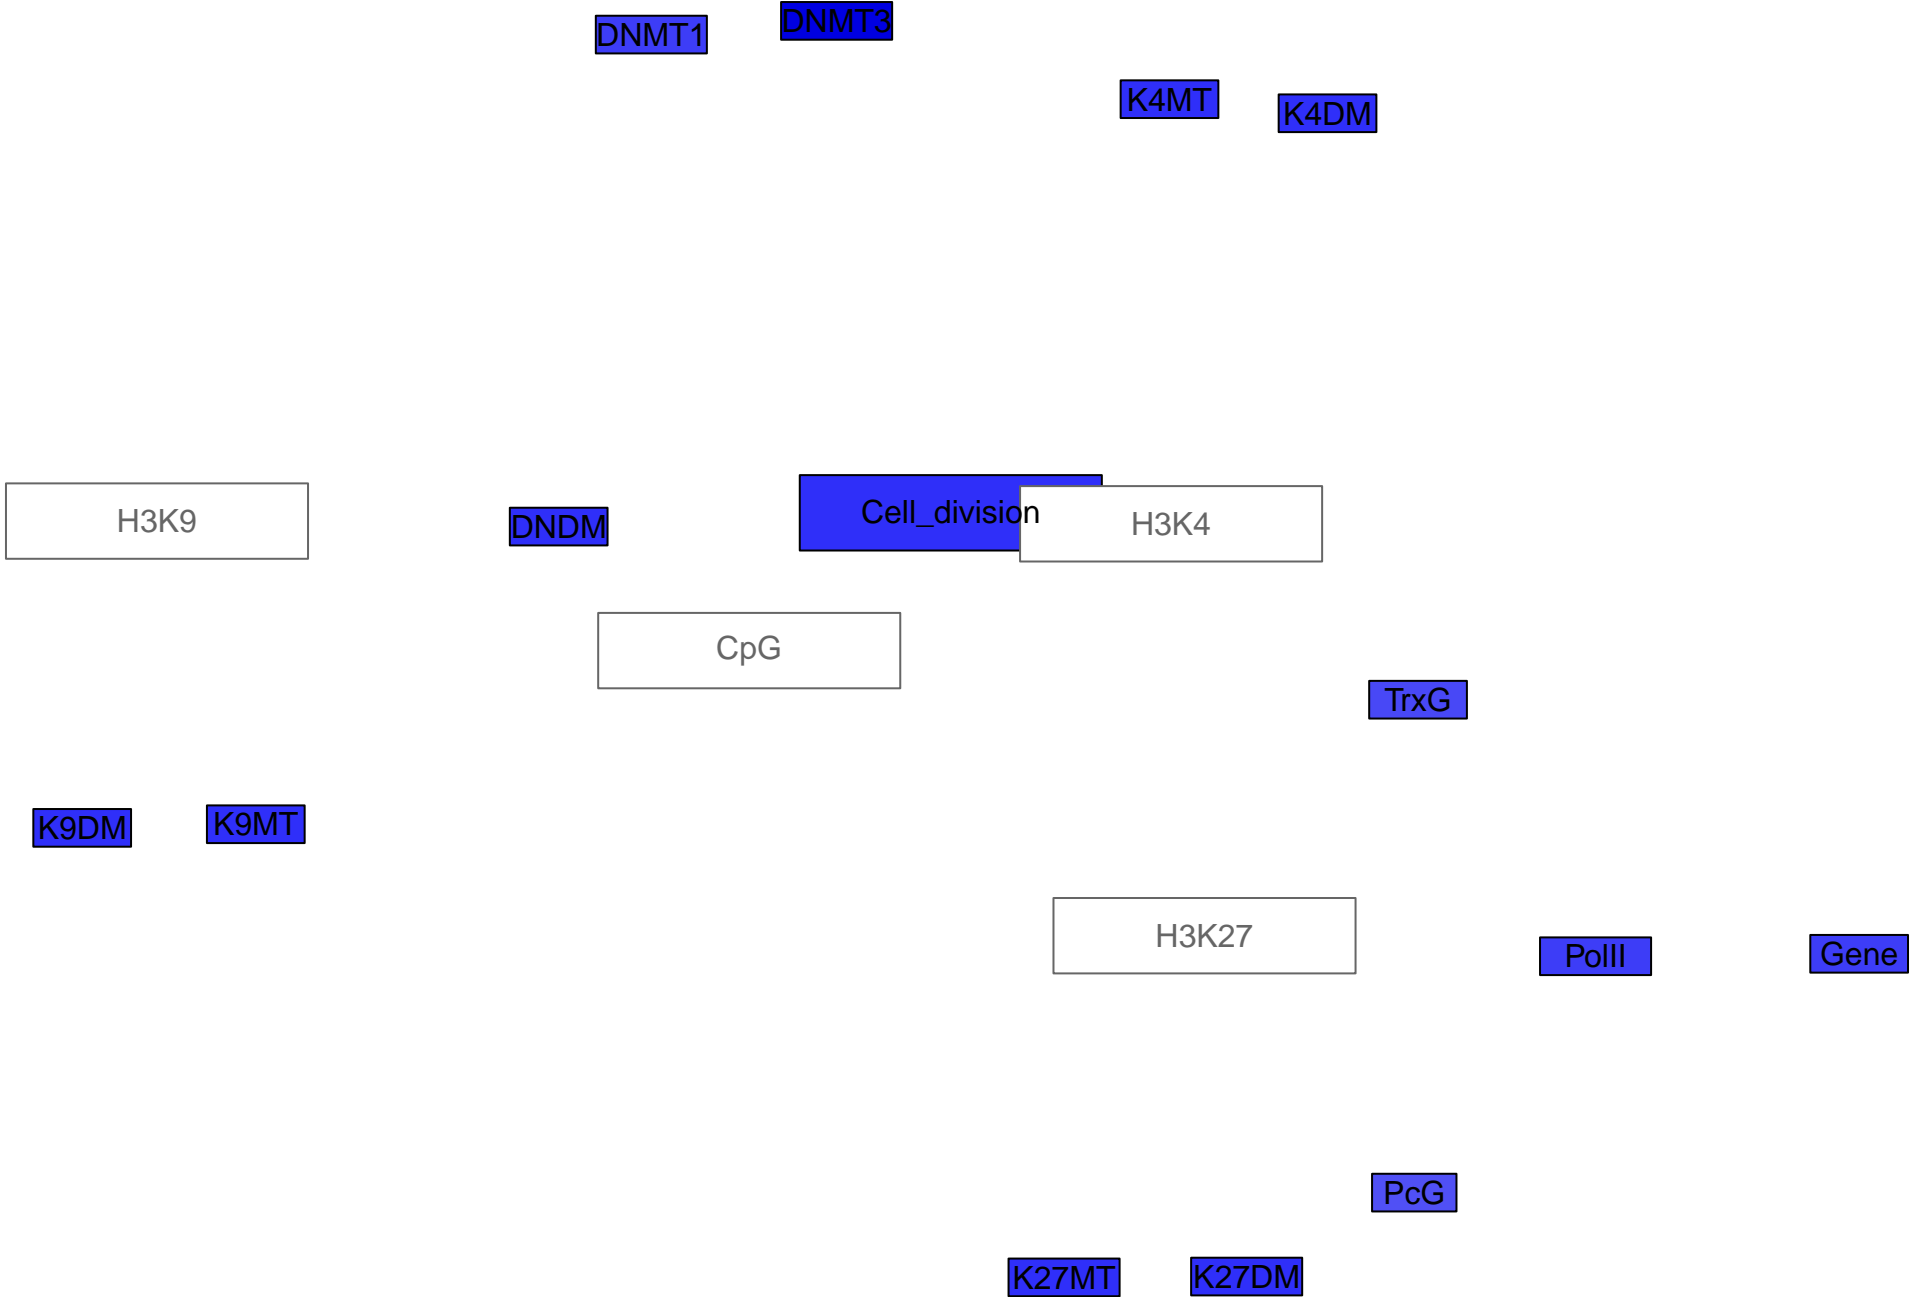 DNMT1
DNMT3
K4MT
K4DM
H3K9
DNDM
Cell_division
H3K4
CpG
TrxG
K9DM
K9MT
H3K27
PolII
Gene
PcG
K27MT
K27DM